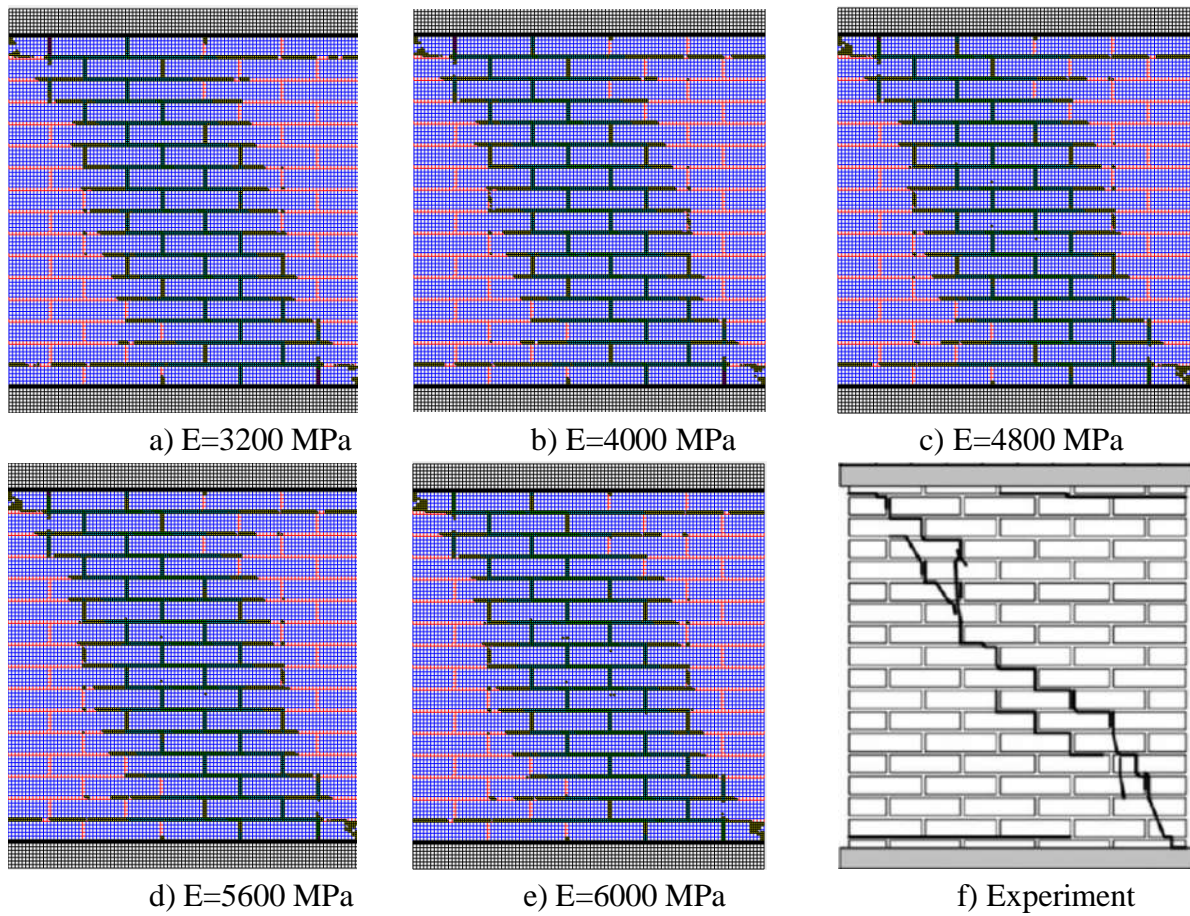 a) E=3200 MPa
b) E=4000 MPa
c) E=4800 MPa
d) E=5600 MPa
e) E=6000 MPa
f) Experiment